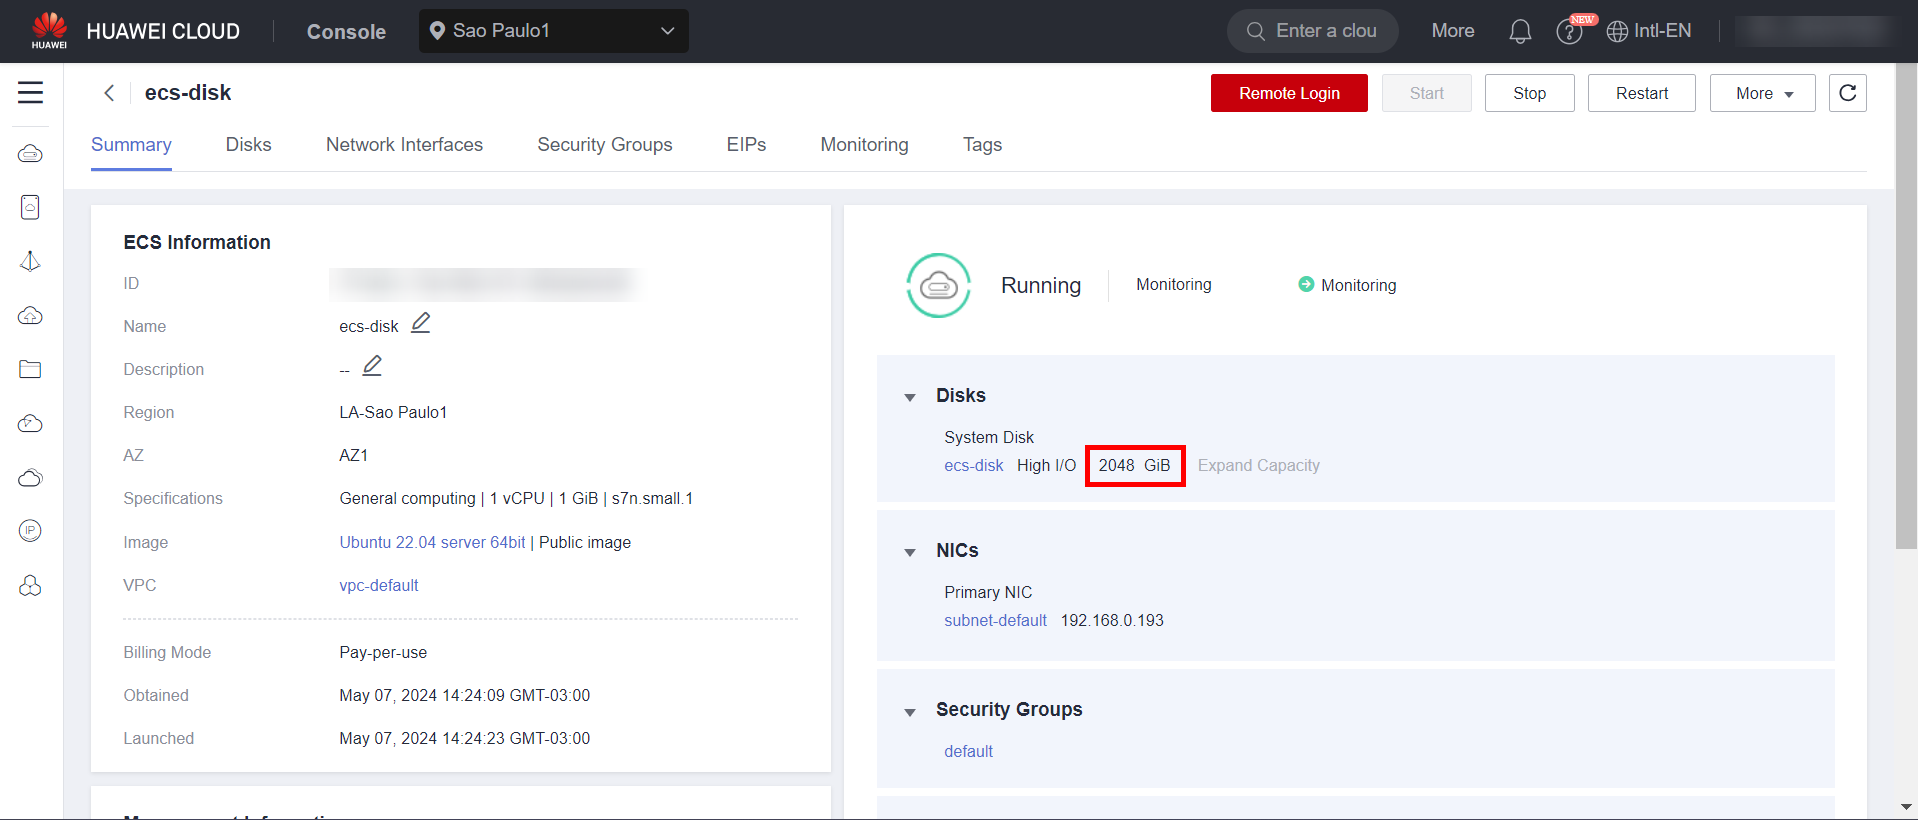 HUAWEI
HUAWEI CLOUD
Console
Sao Paulo1
Enter a clou
More
NEW
Intl-EN
ecs-disk
Remote Login
Start
Stop
Restart
More
Summary
Disks
Network Interfaces
Security Groups
EIPs
Monitoring
Tags
ECS Information
ID
Name ecs-disk
Description --
Region LA-Sao Paulo1
AZ AZ1
Specifications General computing | 1 vCPU | 1 GiB | s7n.small.1
Image Ubuntu 22.04 server 64bit | Public image
VPC vpc-default
Billing Mode Pay-per-use
Obtained May 07, 2024 14:24:09 GMT-03:00
Launched May 07, 2024 14:24:23 GMT-03:00
Running
Monitoring
Monitoring
Disks
System Disk
ecs-disk High I/O 2048 GiB Expand Capacity
NICs
Primary NIC
subnet-default 192.168.0.193
Security Groups
default
IP